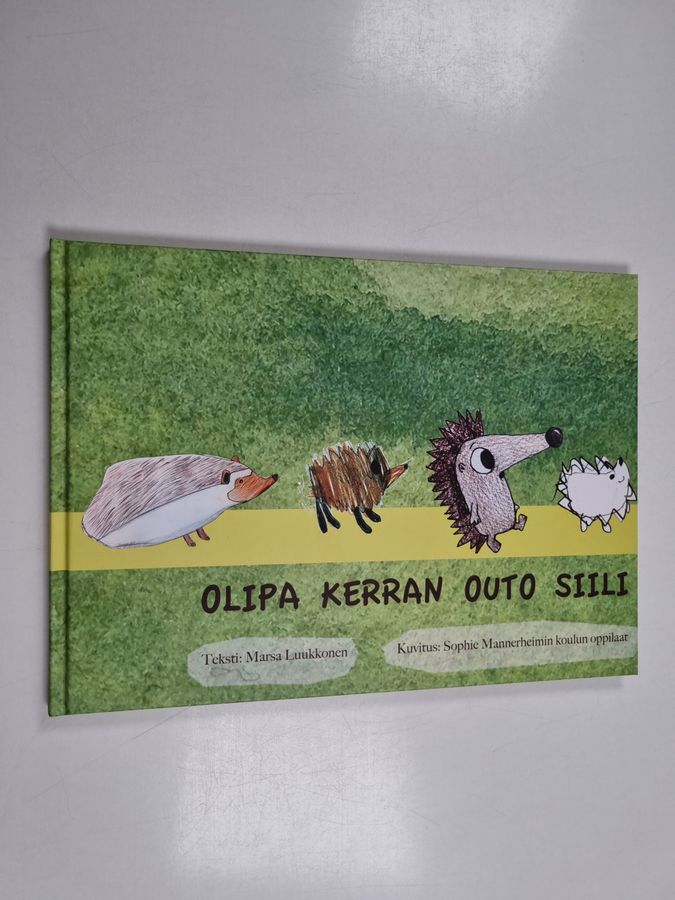 OLIPA KERRAN OUTO SIILI
Teksti: Marsa Luukkonen
Kuvitus: Sophie Mannerheimin koulun oppilaat